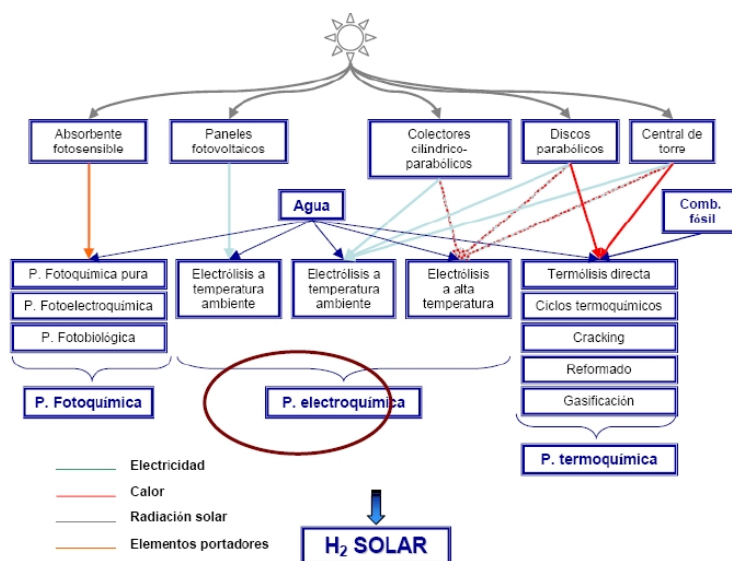 Absorbente
fotosensible
Paneles
fotovoltaicos
Colectores
cilíndrico-
parabólicos
Discos
parabólicos
Central de
torre
Agua
Comb.
fósil
P. Fotoquímica pura
P. Fotoelectroquímica
P. Fotobiológica
Electrólisis a
temperatura
ambiente
Electrólisis a
temperatura
ambiente
Electrólisis
a alta
temperatura
Termólisis directa
Ciclos termoquímicos
Cracking
Reformado
Gasificación
P. Fotoquímica
P. electroquímica
P. termoquímica
Electricidad
Calor
Radiación solar
Elementos portadores
H₂ SOLAR